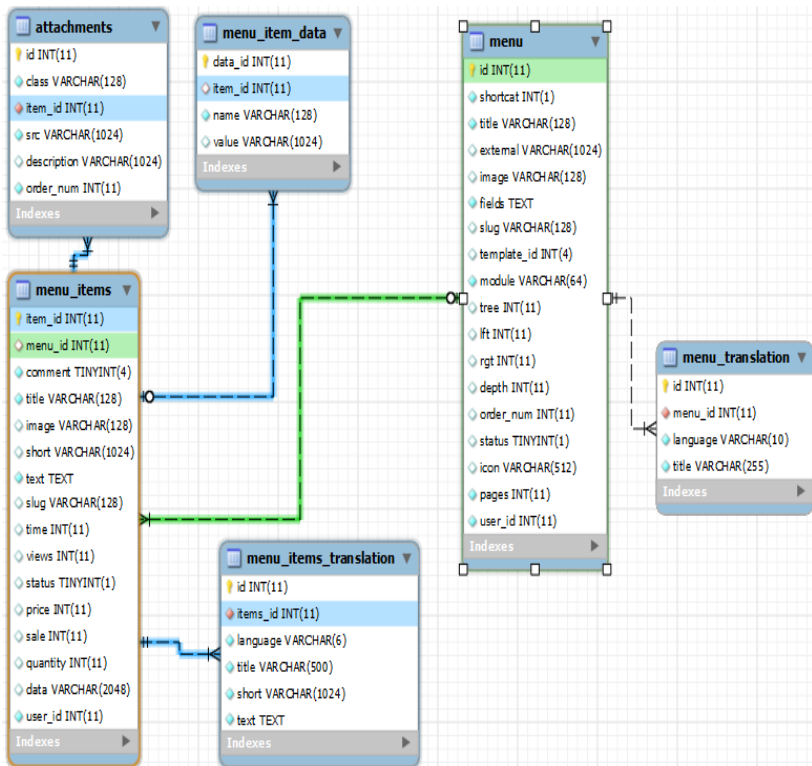 attachments
id INT(11)
class VARCHAR(128)
item_id INT(11)
src VARCHAR(1024)
description VARCHAR(1024)
order_num INT(11)
Indexes
menu_item_data
data_id INT(11)
item_id INT(11)
name VARCHAR(128)
value VARCHAR(1024)
Indexes
menu
id INT(11)
shortcat INT(1)
title VARCHAR(128)
external VARCHAR(1024)
image VARCHAR(128)
fields TEXT
slug VARCHAR(128)
template_id INT(4)
module VARCHAR(64)
tree INT(11)
lft INT(11)
rgt INT(11)
depth INT(11)
order_num INT(11)
status TINYINT(1)
icon VARCHAR(512)
pages INT(11)
user_id INT(11)
Indexes
menu_items
item_id INT(11)
menu_id INT(11)
comment TINYINT(4)
title VARCHAR(128)
image VARCHAR(128)
short VARCHAR(1024)
text TEXT
slug VARCHAR(128)
time INT(11)
views INT(11)
status TINYINT(1)
price INT(11)
sale INT(11)
quantity INT(11)
data VARCHAR(2048)
user_id INT(11)
Indexes
menu_translation
id INT(11)
menu_id INT(11)
language VARCHAR(10)
title VARCHAR(255)
Indexes
menu_items_translation
id INT(11)
items_id INT(11)
language VARCHAR(6)
title VARCHAR(500)
short VARCHAR(1024)
text TEXT
Indexes